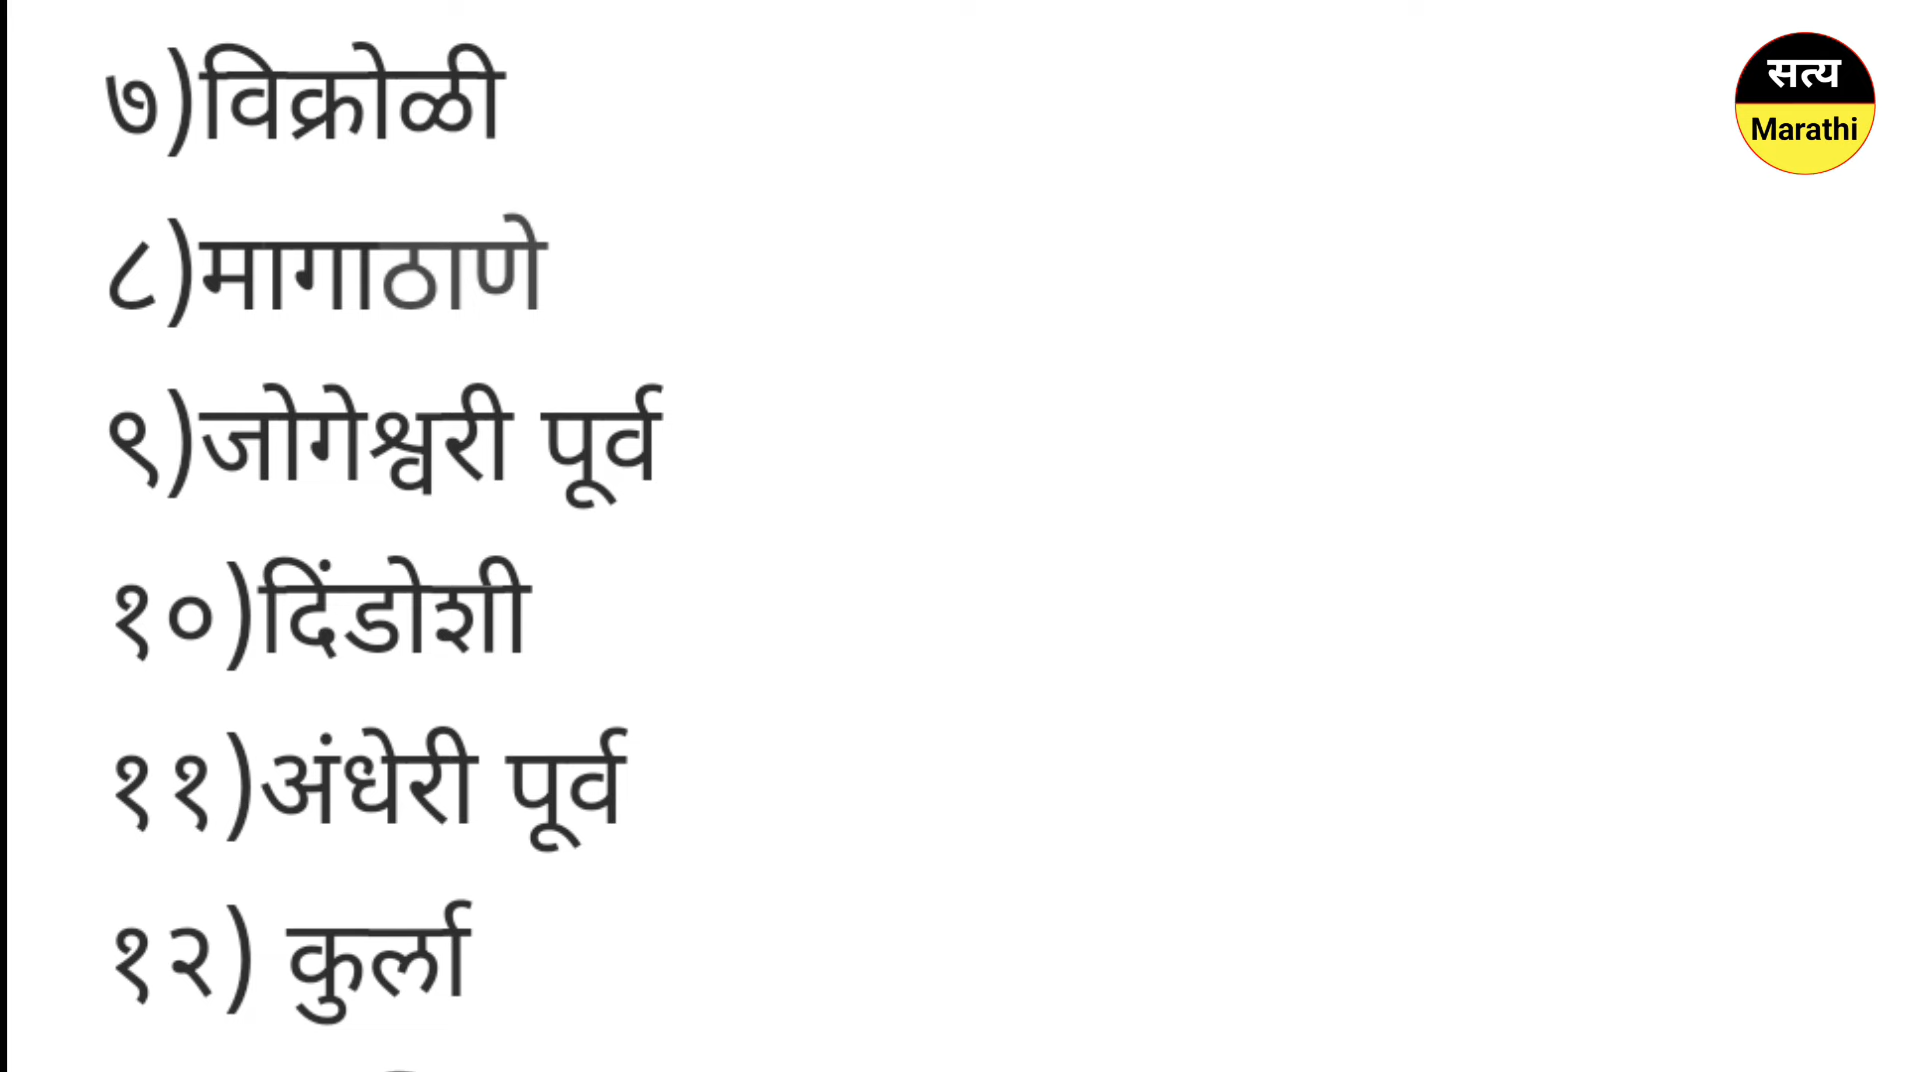 ७)विक्रोळी
८)मागाठाणे
९)जोगेश्वरी पूर्व
१०)दिंडोशी
११)अंधेरी पूर्व
१२) कुर्ला
सत्य
Marathi